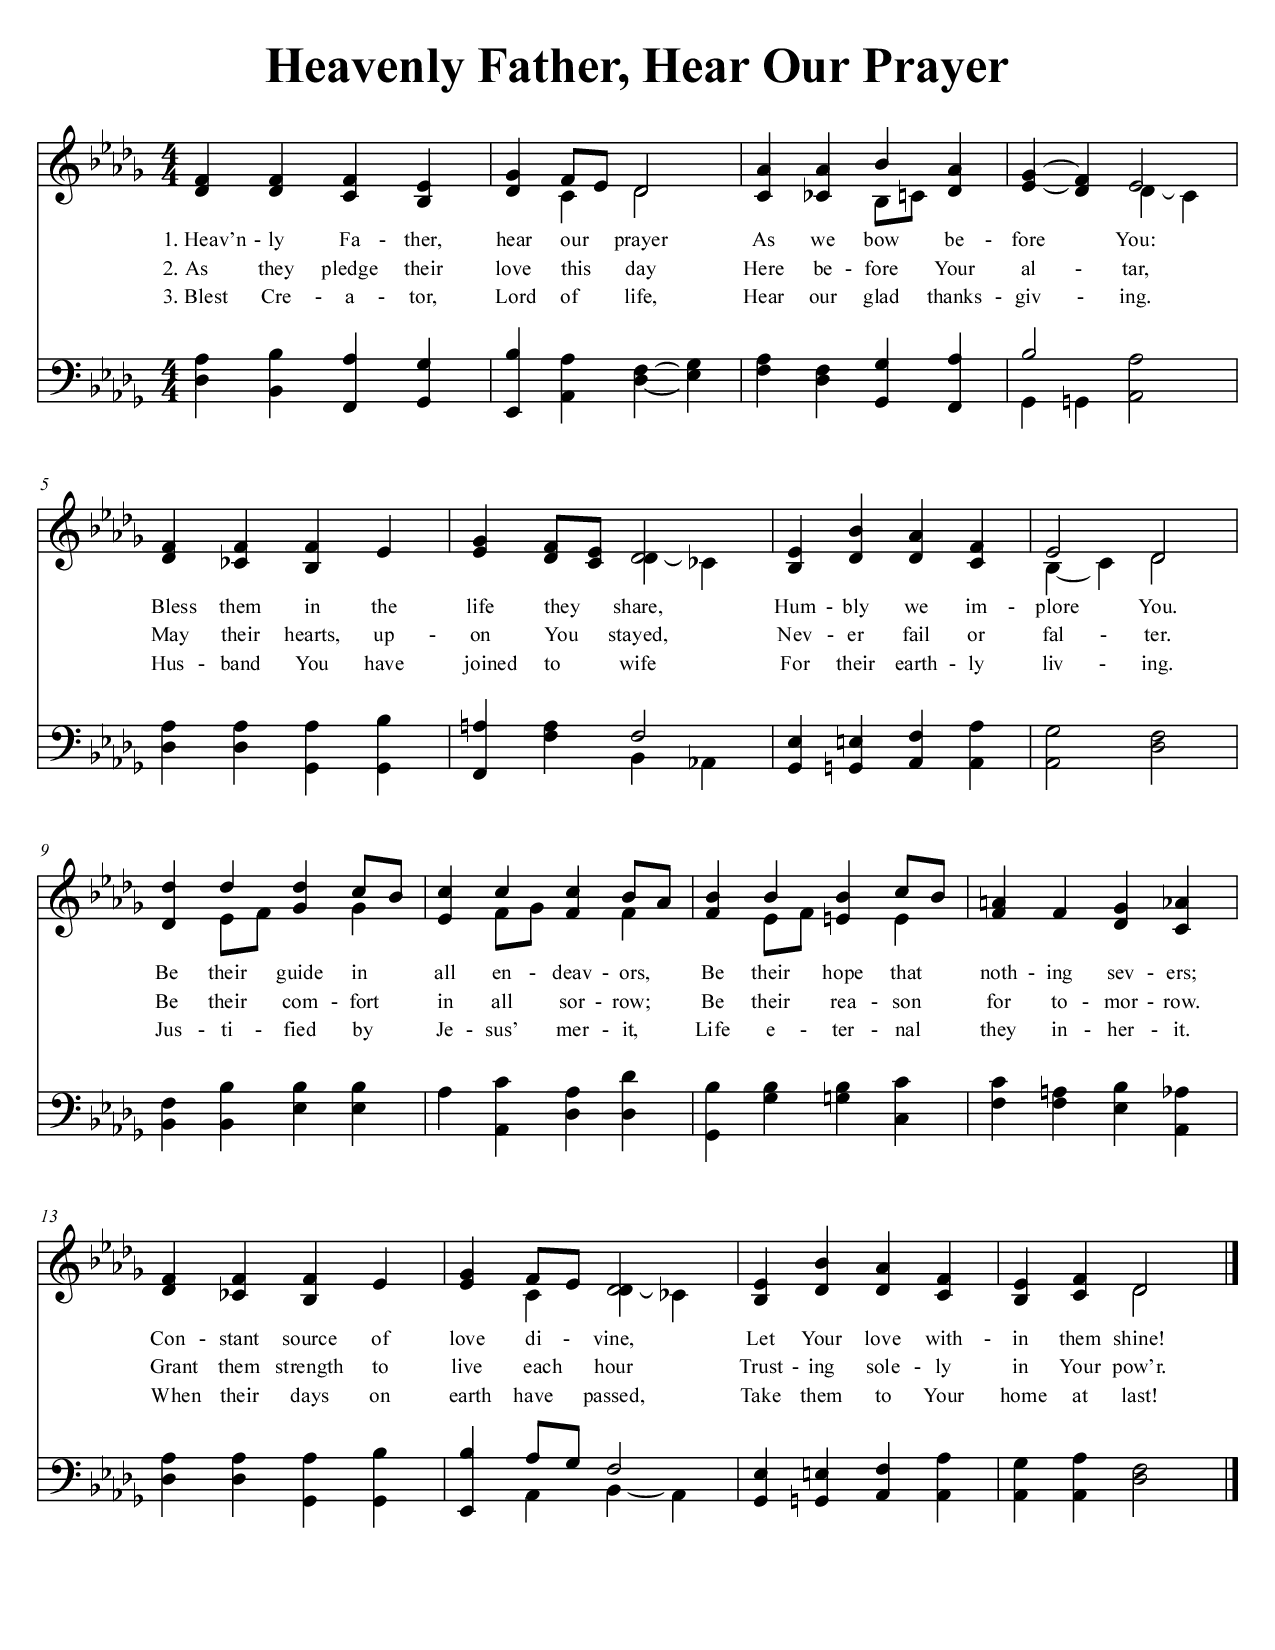 Heavenly Father, Hear Our Prayer
1. Heav’n - ly Fa - ther, hear our prayer As we bow be - fore You:
2. As they pledge their love this day Here be - fore Your al - tar,
3. Blest Cre - a - tor, Lord of life, Hear our glad thanks - giv - ing.
5
Bless them in the life they share, Hum - bly we im - plore You.
May their hearts, up - on You stayed, Nev - er fail or fal - ter.
Hus - band You have joined to wife For their earth - ly liv - ing.
9
Be their guide in all en - deav - ors, Be their hope that noth - ing sev - ers;
Be their com - fort in all sor - row; Be their rea - son for to - mor - row.
Jus - ti - fied by Je - sus’ mer - it, Life e - ter - nal they in - her - it.
13
Con - stant source of love di - vine, Let Your love with - in them shine!
Grant them strength to live each hour Trust - ing sole - ly in Your pow’r.
When their days on earth have passed, Take them to Your home at last!